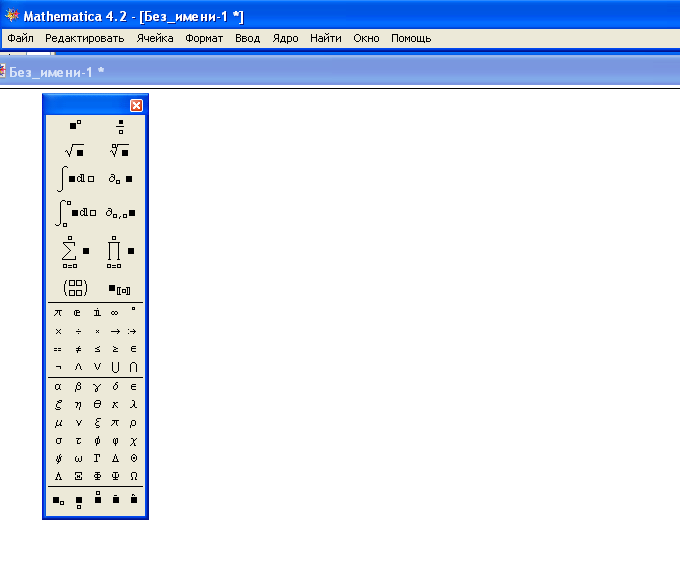 Mathematica 4.2 - [Без_имени-1 *]
Файл Редактировать Ячейка Формат Ввод Ядро Найти Окно Помощь
Без_имени-1 *
■□ ■/□
√■ □√■
∫■ⅆ□ ∂□ ■
∫□□■ⅆ□ ∂□,□■
∑ □ □=□ ■ ∏ □ □=□ ■
(□□ □□) ■〚□〛
π ⅇ ⅈ ∞ °
× ÷ × → :→
== ≠ ≤ ≥ ∈
¬ ∧ ∨ ⋃ ⋂
α β γ δ ϵ
ζ η θ κ λ
μ ν ξ π ρ
σ τ ϕ φ χ
ψ ω Γ Δ Θ
Λ Ξ Φ Ψ Ω